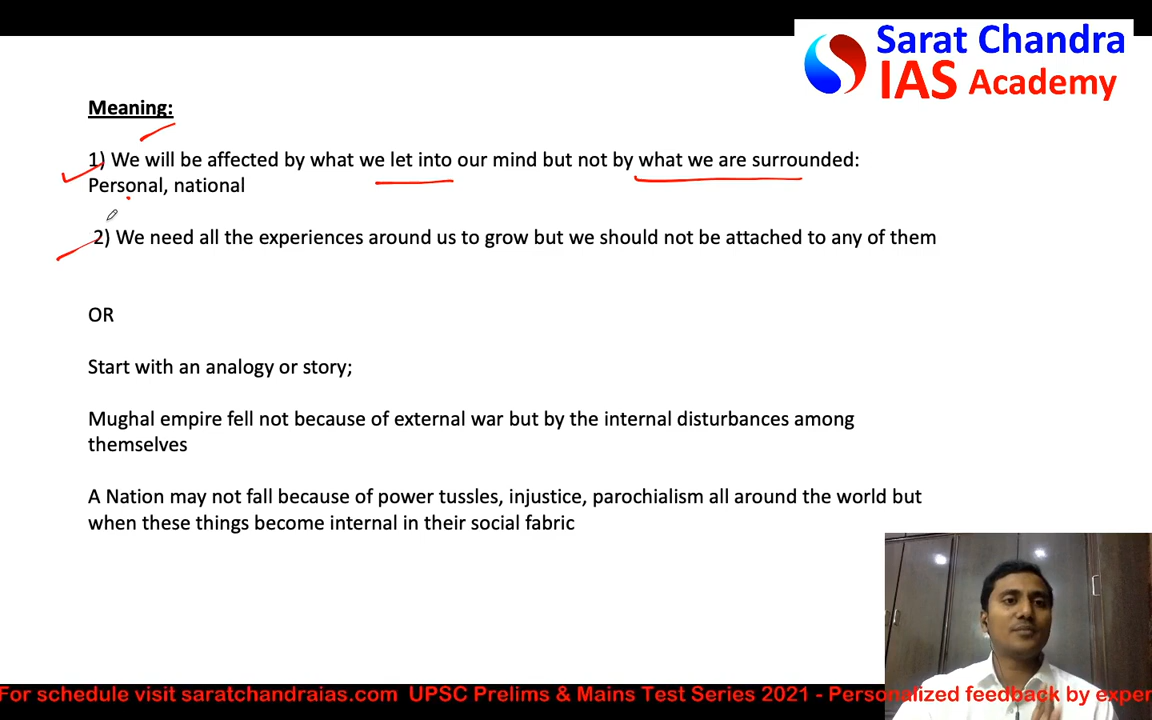 Sarat Chandra
IAS Academy
Meaning:
1) We will be affected by what we let into our mind but not by what we are surrounded:
Personal, national
2) We need all the experiences around us to grow but we should not be attached to any of them
OR
Start with an analogy or story;
Mughal empire fell not because of external war but by the internal disturbances among
themselves
A Nation may not fall because of power tussles, injustice, parochialism all around the world but
when these things become internal in their social fabric
For schedule visit saratchandraias.com UPSC Prelims & Mains Test Series 2021 - Personalized feedback by exper